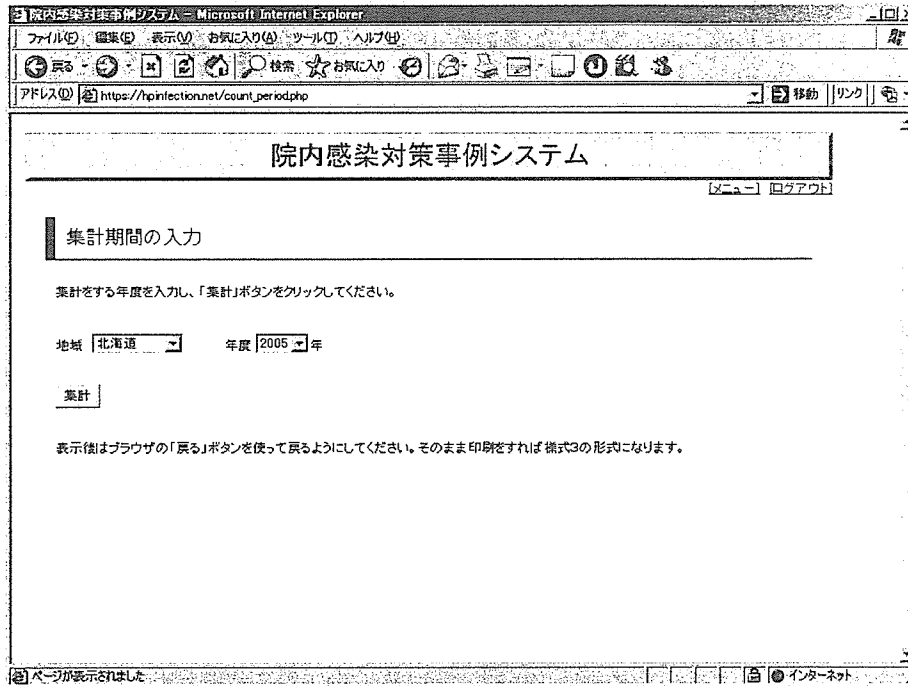 院内感染対策事例システム - Microsoft Internet Explorer
ファイル(F) 編集(E) 表示(V) お気に入り(A) ツール(T) ヘルプ(H)
戻る 検索 お気に入り
アドレス(D) https://hpinfection.net/count_period.php 移動 リンク
院内感染対策事例システム
[メニュー] [ログアウト]
集計期間の入力
集計をする年度を入力し、「集計」ボタンをクリックしてください。
地域 北海道 年度 2005 年
集計
表示後はブラウザの「戻る」ボタンを使って戻るようにしてください。そのまま印刷をすれば様式3の形式になります。
ページが表示されました インターネット